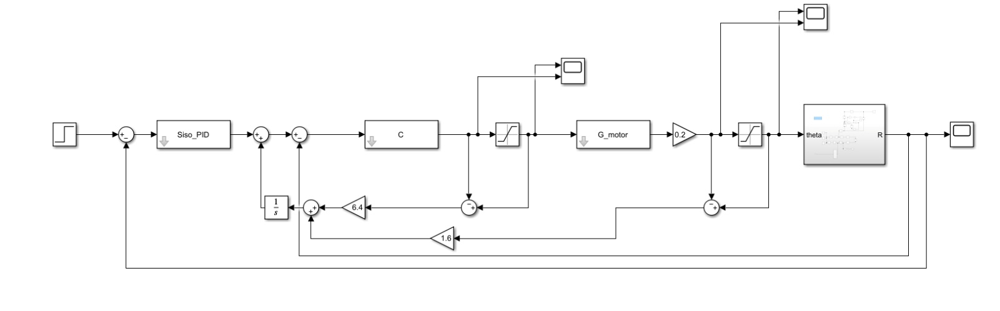 +
−
Siso_PID
+
+
+
−
C
G_motor
0.2
theta
R
1
s
+
+
6.4
−
+
−
+
1.6